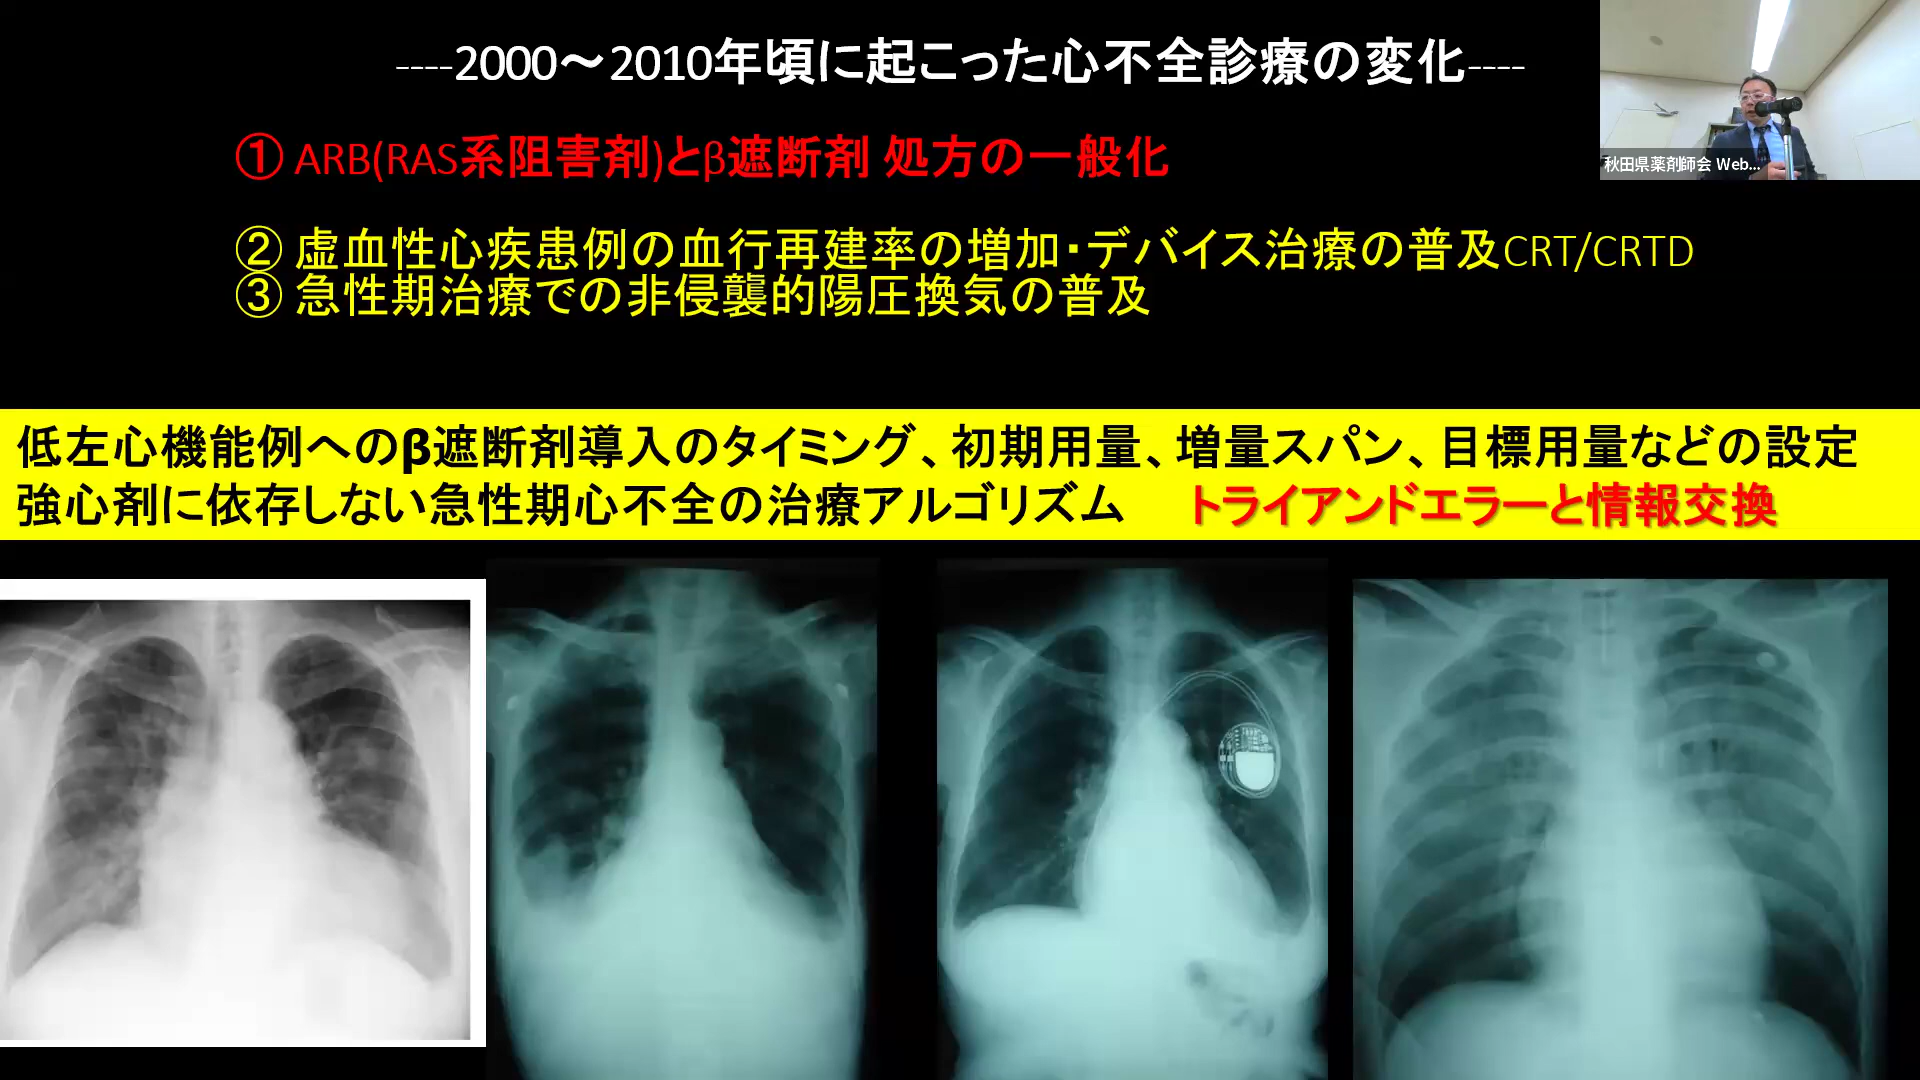 ----2000～2010年頃に起こった心不全診療の変化----
① ARB(RAS系阻害剤)とβ遮断剤 処方の一般化
② 虚血性心疾患例の血行再建率の増加・デバイス治療の普及CRT/CRTD
③ 急性期治療での非侵襲的陽圧換気の普及
低左心機能例へのβ遮断剤導入のタイミング、初期用量、増量スパン、目標用量などの設定
強心剤に依存しない急性期心不全の治療アルゴリズム　トライアンドエラーと情報交換
秋田県薬剤師会 Web...